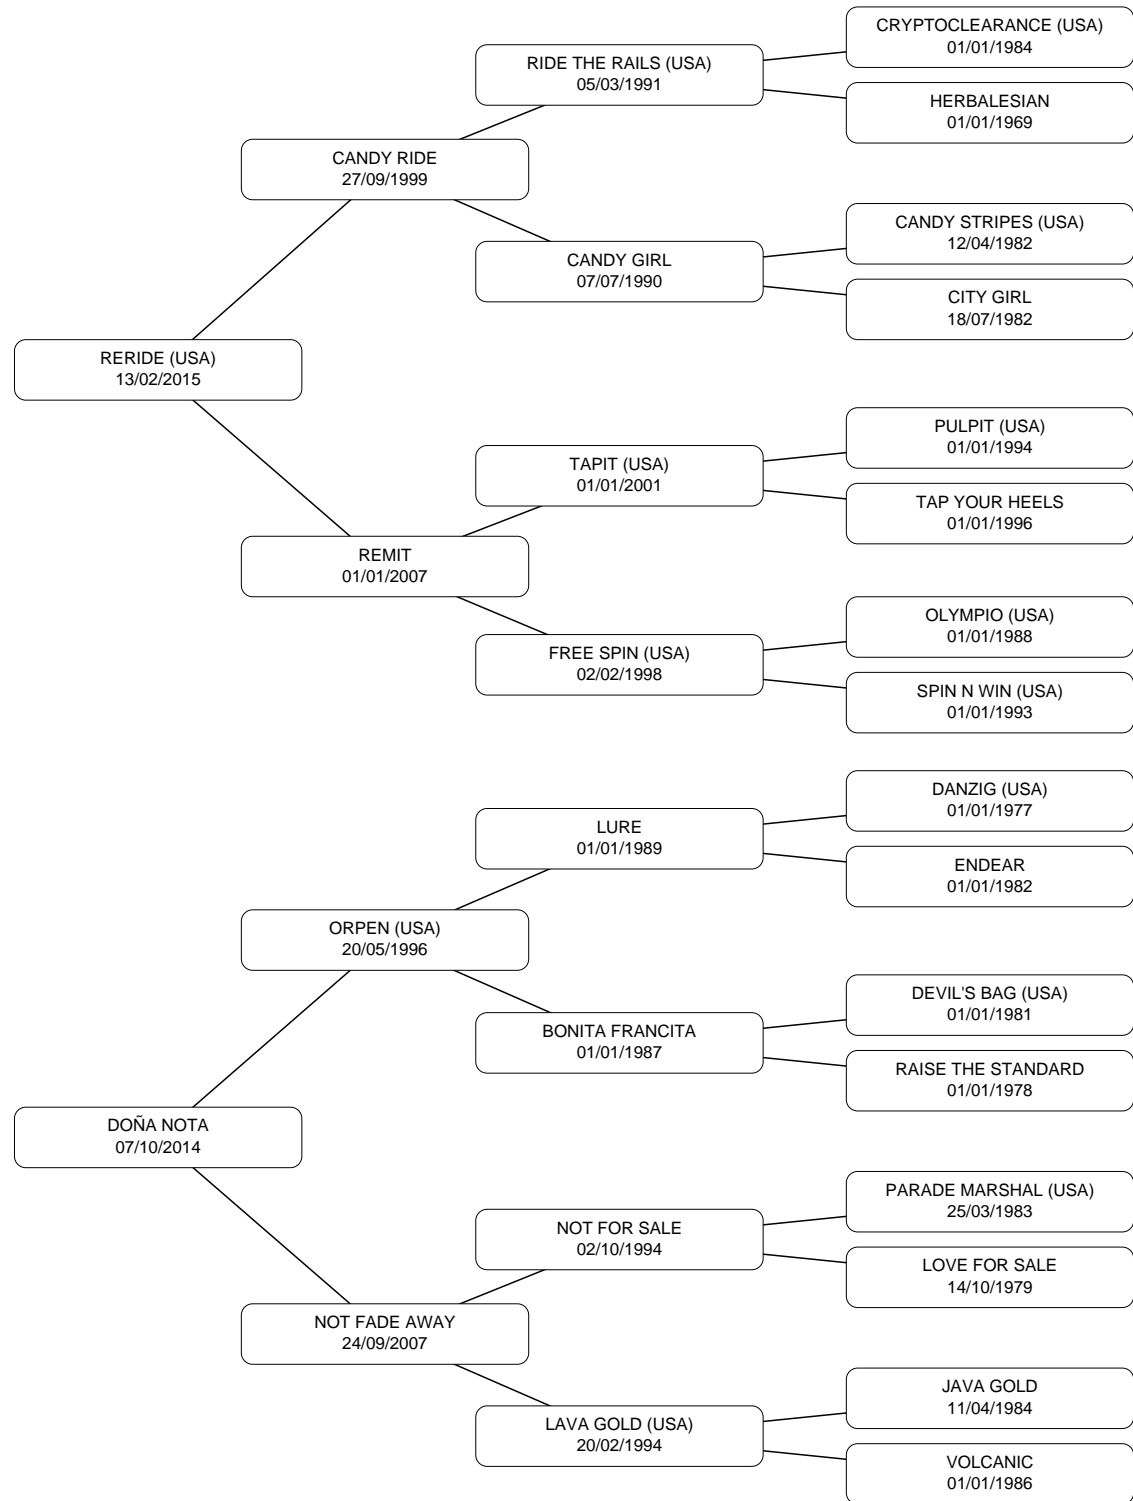 CRYPTOCLEARANCE (USA)
01/01/1984
RIDE THE RAILS (USA)
05/03/1991
HERBALESIAN
01/01/1969
CANDY RIDE
27/09/1999
CANDY STRIPES (USA)
12/04/1982
CANDY GIRL
07/07/1990
CITY GIRL
18/07/1982
RERIDE (USA)
13/02/2015
PULPIT (USA)
01/01/1994
TAPIT (USA)
01/01/2001
TAP YOUR HEELS
01/01/1996
REMIT
01/01/2007
OLYMPIO (USA)
01/01/1988
FREE SPIN (USA)
02/02/1998
SPIN N WIN (USA)
01/01/1993
DANZIG (USA)
01/01/1977
LURE
01/01/1989
ENDEAR
01/01/1982
ORPEN (USA)
20/05/1996
DEVIL'S BAG (USA)
01/01/1981
BONITA FRANCITA
01/01/1987
RAISE THE STANDARD
01/01/1978
DOÑA NOTA
07/10/2014
PARADE MARSHAL (USA)
25/03/1983
NOT FOR SALE
02/10/1994
LOVE FOR SALE
14/10/1979
NOT FADE AWAY
24/09/2007
JAVA GOLD
11/04/1984
LAVA GOLD (USA)
20/02/1994
VOLCANIC
01/01/1986